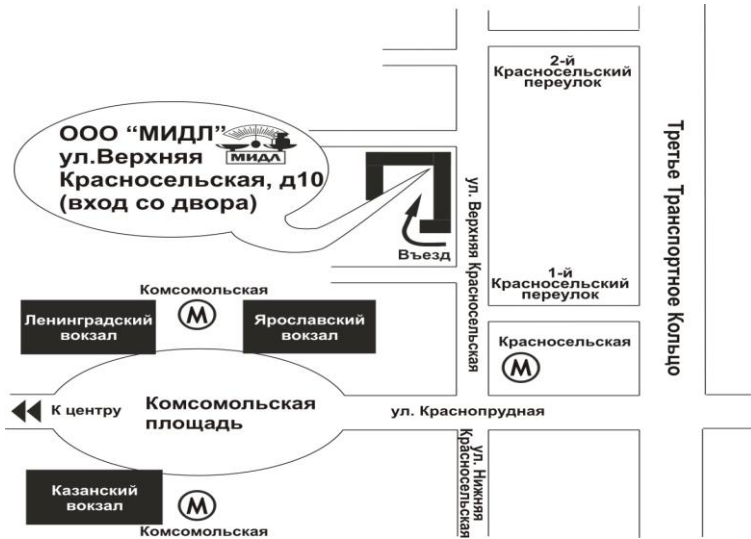 2-й
Красносельский
переулок
ООО “МИДЛ”
МИДЛ
ул.Верхняя
Красносельская, д10
(вход со двора)
Третье Транспортное Кольцо
ул. Верхняя Красносельская
Въезд
1-й
Красносельский
переулок
Комсомольская
М
Ленинградский
вокзал
Ярославский
вокзал
Красносельская
М
К центру
Комсомольская
площадь
ул. Краснопрудная
ул. Нижняя
Красносельская
Казанский
вокзал
М
Комсомольская